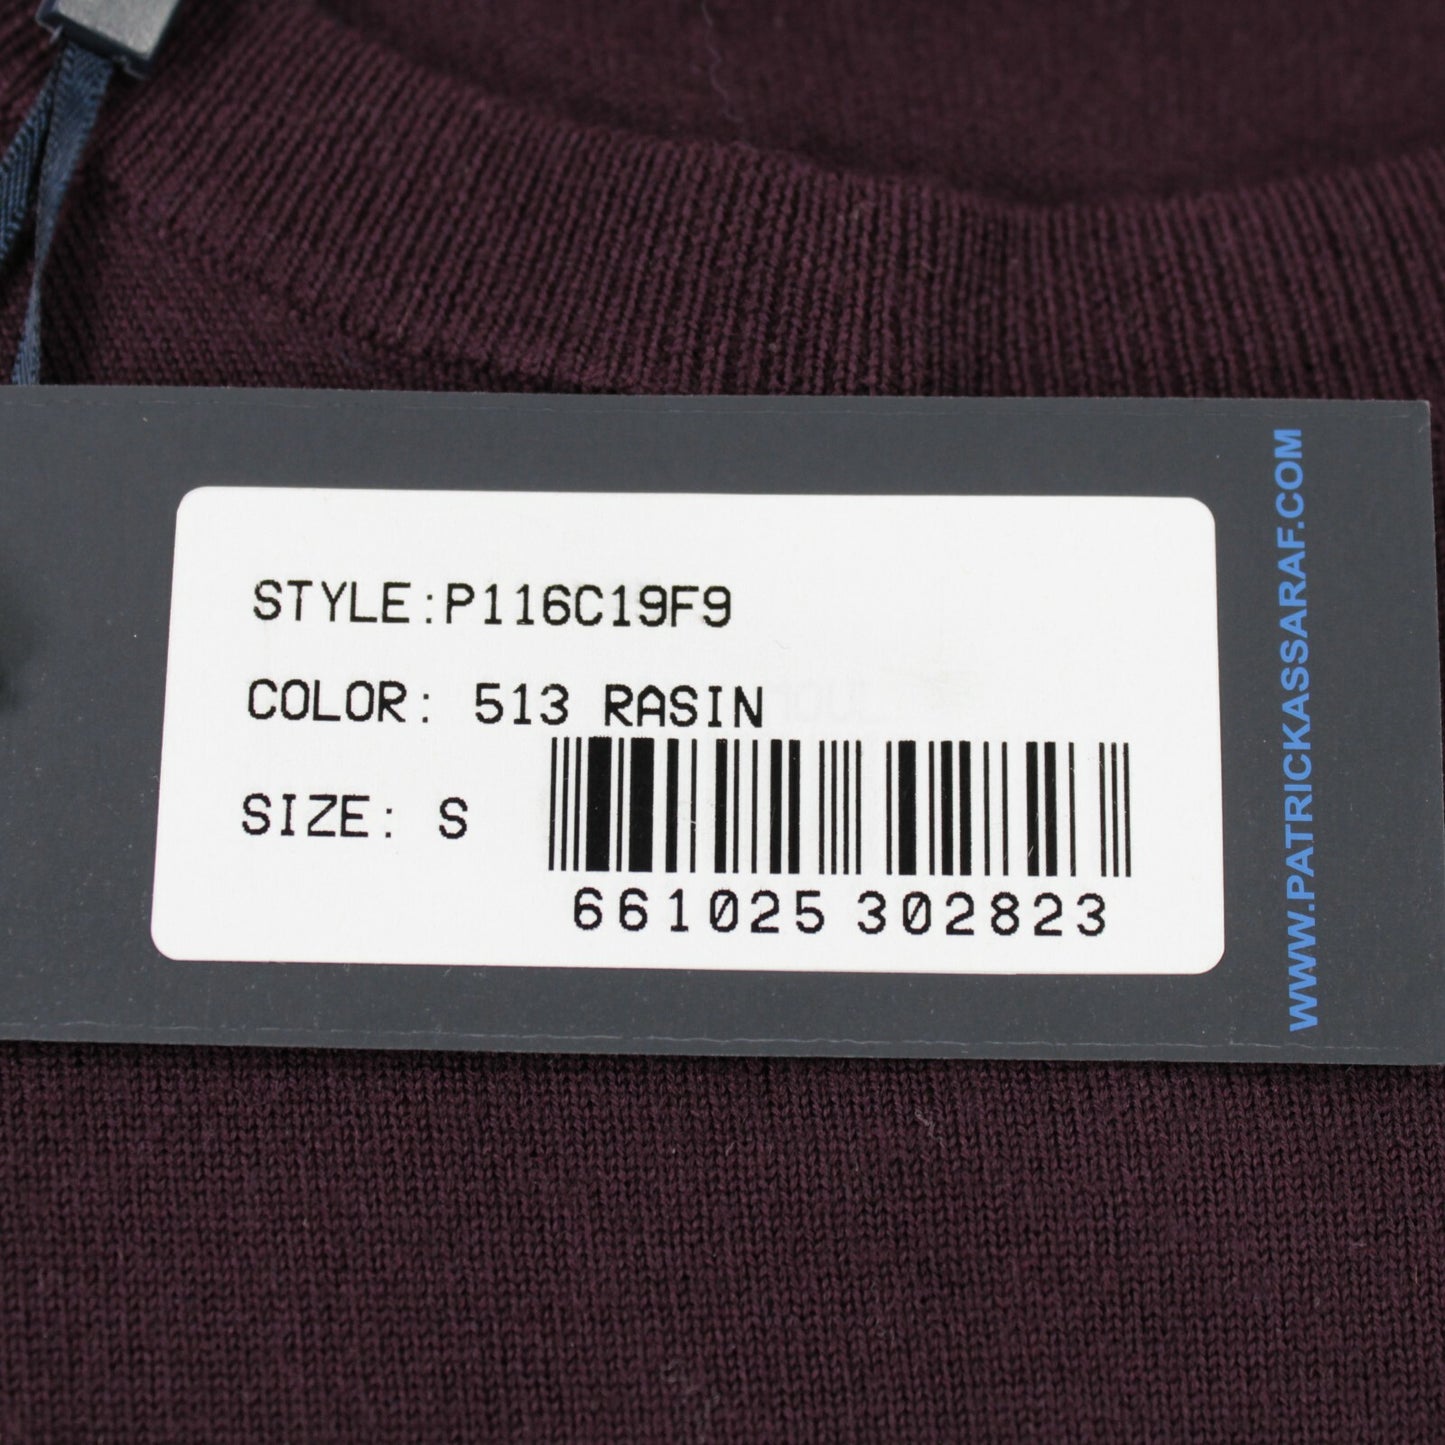 STYLE:P116C19F9
COLOR: 513 RASIN
SIZE: S
661025 302823
WWW.PATRICKASSARAF.COM